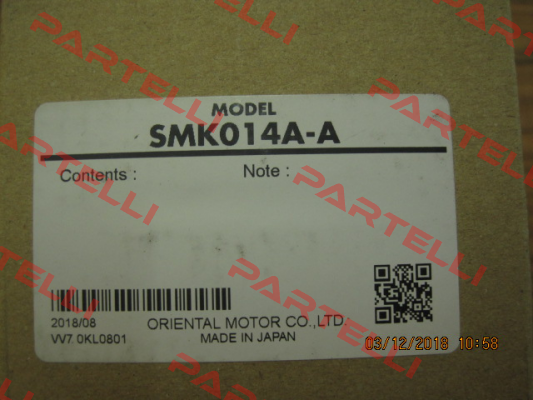 MODEL
SMK014A-A
Contents :
Note :
2018/08
VV7. 0KL0801
ORIENTAL MOTOR CO.,LTD.
MADE IN JAPAN
03/12/2018 10:58
PARTELLI
PARTELLI
PARTELLI
PARTELLI
PARTELLI
PARTELLI